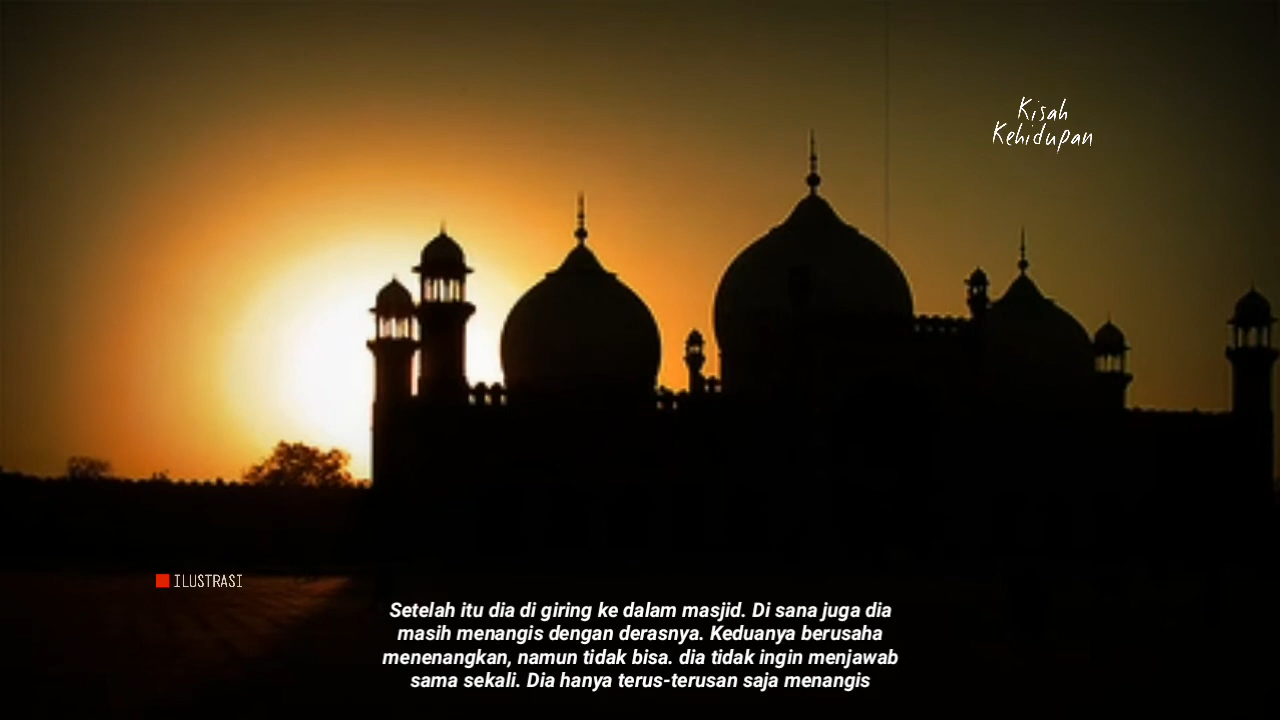 Kisah
Kehidupan
ILUSTRASI
Setelah itu dia di giring ke dalam masjid. Di sana juga dia
masih menangis dengan derasnya. Keduanya berusaha
menenangkan, namun tidak bisa. dia tidak ingin menjawab
sama sekali. Dia hanya terus-terusan saja menangis